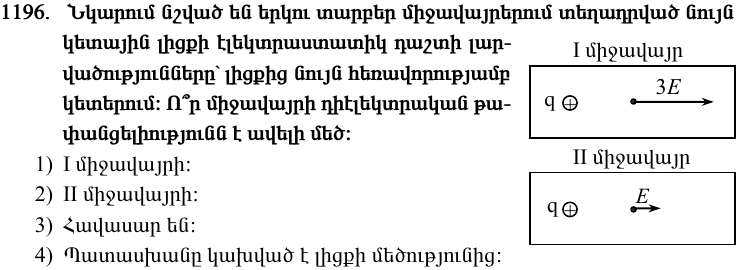 1196. Նկարում նշված են երկու տարբեր միջավայրերում տեղադրված նույն
կետային լիցքի էլեկտրաստատիկ դաշտի լար-
վածությունները՝ լիցքից նույն հեռավորությամբ
կետերում: Ո՞ր միջավայրի դիէլեկտրական թա-
փանցելիությունն է ավելի մեծ:
1) I միջավայրի:
2) II միջավայրի:
3) Հավասար են:
4) Պատասխանը կախված է լիցքի մեծությունից:
I միջավայր
q ⊕ 3E
II միջավայր
q ⊕ E